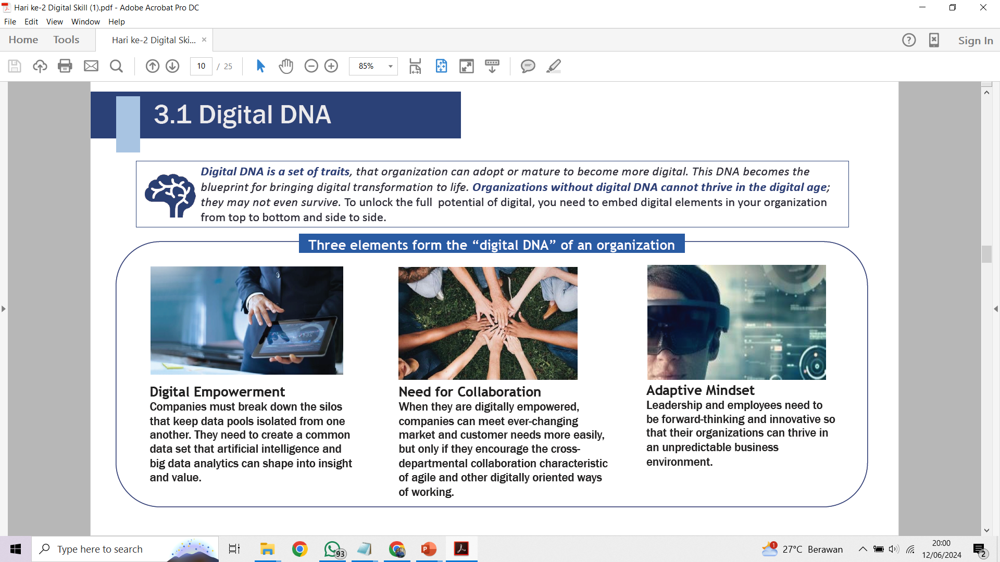 Hari ke-2 Digital Skill (1).pdf - Adobe Acrobat Pro DC
File Edit View Window Help
Home Tools Hari ke-2 Digital Ski... × Sign In
10 / 25 85%
3.1 Digital DNA
Digital DNA is a set of traits, that organization can adopt or mature to become more digital. This DNA becomes the
blueprint for bringing digital transformation to life. Organizations without digital DNA cannot thrive in the digital age;
they may not even survive. To unlock the full potential of digital, you need to embed digital elements in your organization
from top to bottom and side to side.
Three elements form the “digital DNA” of an organization
Digital Empowerment
Companies must break down the silos
that keep data pools isolated from one
another. They need to create a common
data set that artificial intelligence and
big data analytics can shape into insight
and value.
Need for Collaboration
When they are digitally empowered,
companies can meet ever-changing
market and customer needs more easily,
but only if they encourage the cross-
departmental collaboration characteristic
of agile and other digitally oriented ways
of working.
Adaptive Mindset
Leadership and employees need to
be forward-thinking and innovative so
that their organizations can thrive in
an unpredictable business
environment.
Type here to search
93
P
1
27°C Berawan
20:00
12/06/2024
2